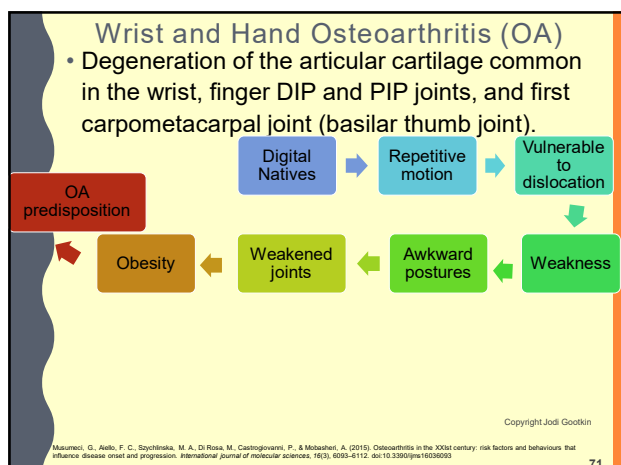 Wrist and Hand Osteoarthritis (OA)
• Degeneration of the articular cartilage common
in the wrist, finger DIP and PIP joints, and first
carpometacarpal joint (basilar thumb joint).
Digital
Natives
Repetitive
motion
Vulnerable
to
dislocation
Weakness
Awkward
postures
Weakened
joints
Obesity
OA
predisposition
Copyright Jodi Gootkin
Musumeci, G., Aiello, F. C., Szychlinska, M. A., Di Rosa, M., Castrogiovanni, P., & Mobasheri, A. (2015). Osteoarthritis in the XXIst century: risk factors and behaviours that
influence disease onset and progression. International journal of molecular sciences, 16(3), 6093–6112. doi:10.3390/ijms16036093
71